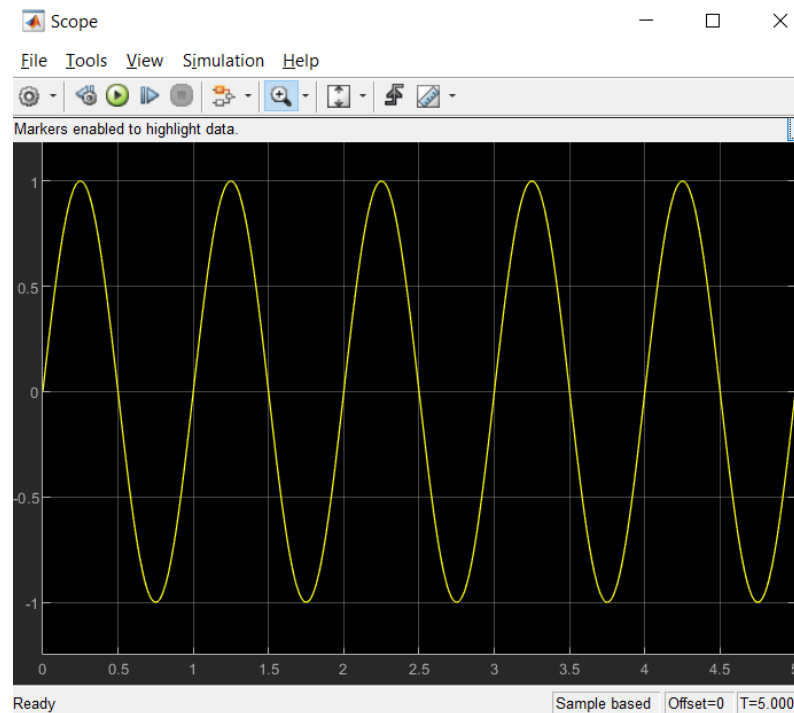 Scope
File Tools View Simulation Help
Markers enabled to highlight data.
1
0.5
0
-0.5
-1
0 0.5 1 1.5 2 2.5 3 3.5 4 4.5
Ready Sample based Offset=0 T=5.000